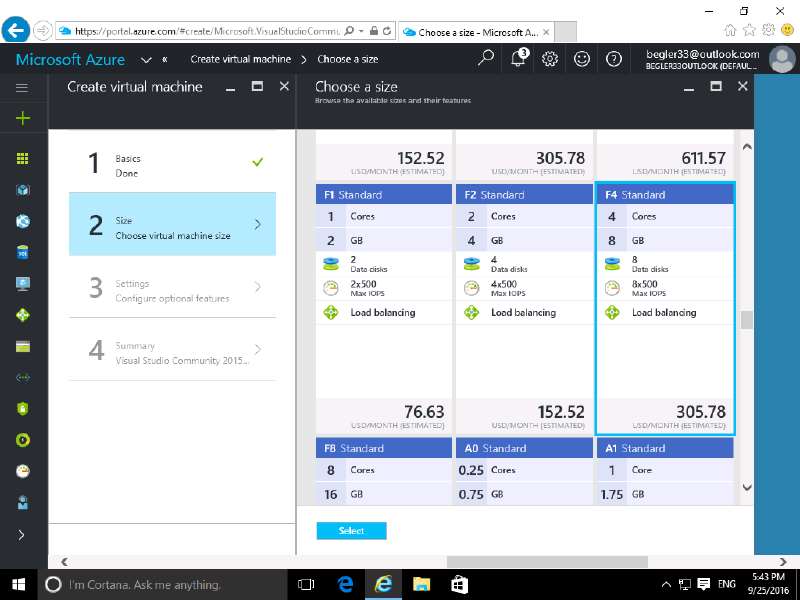 https://portal.azure.com/#create/Microsoft.VisualStudioCommu
Choose a size - Microsoft A...
Microsoft Azure
Create virtual machine
Choose a size
3
begler33@outlook.com
BEGLER33OUTLOOK (DEFAUL...
Create virtual machine
Choose a size
Browse the available sizes and their features
1
Basics
Done
2
Size
Choose virtual machine size
3
Settings
Configure optional features
4
Summary
Visual Studio Community 2015...
152.52
USD/MONTH (ESTIMATED)
305.78
USD/MONTH (ESTIMATED)
611.57
USD/MONTH (ESTIMATED)
F1 Standard
1 Cores
2 GB
2
Data disks
2x500
Max IOPS
Load balancing
76.63
USD/MONTH (ESTIMATED)
F2 Standard
2 Cores
4 GB
4
Data disks
4x500
Max IOPS
Load balancing
152.52
USD/MONTH (ESTIMATED)
F4 Standard
4 Cores
8 GB
8
Data disks
8x500
Max IOPS
Load balancing
305.78
USD/MONTH (ESTIMATED)
F8 Standard
8 Cores
16 GB
A0 Standard
0.25 Cores
0.75 GB
A1 Standard
1 Core
1.75 GB
Select
I'm Cortana. Ask me anything.
ENG
5:43 PM
9/25/2016